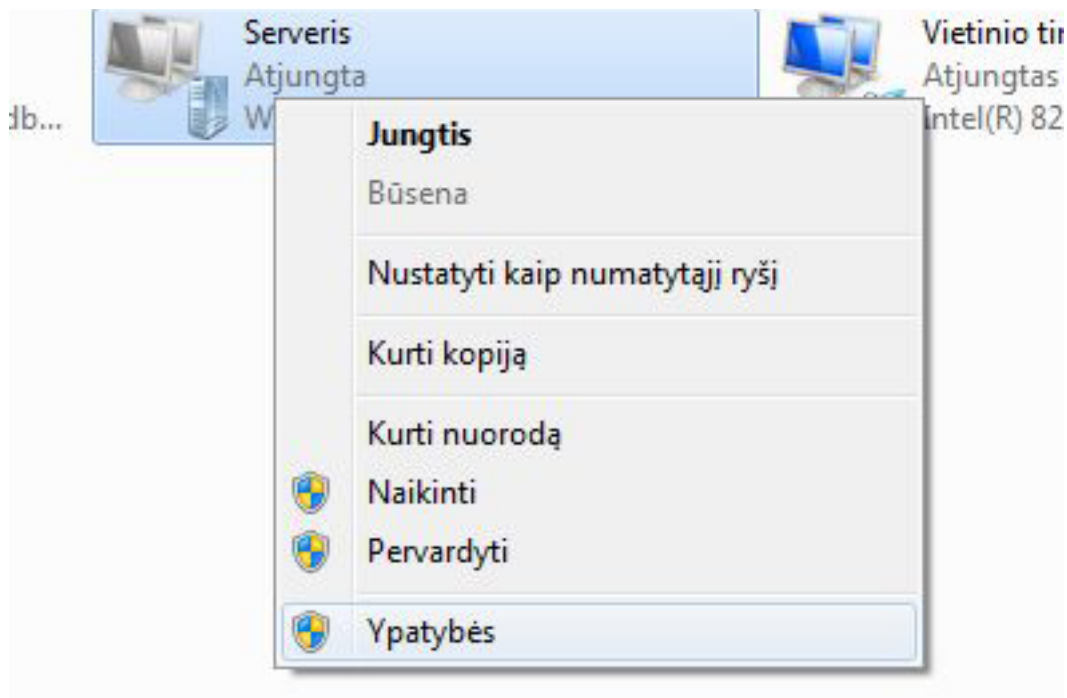 Serveris
Atjungta
Vietinio
Atjungtas
Intel(R) 82
Jungtis
Būsena
Nustatyti kaip numatytąjį ryšį
Kurti kopiją
Kurti nuorodą
Naikinti
Pervardyti
Ypatybės